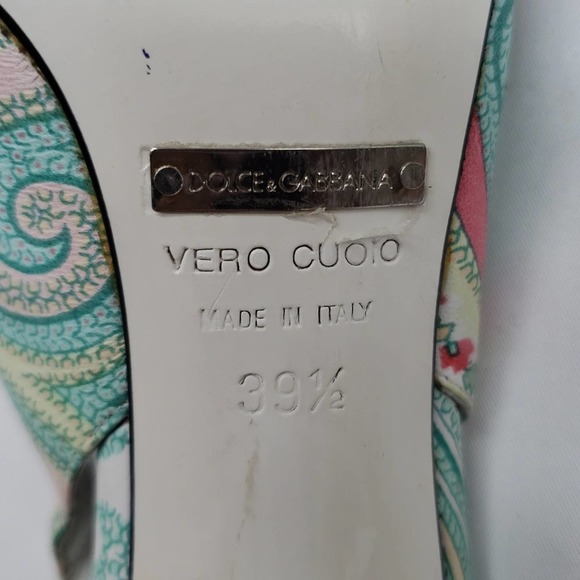 DOLCE&GABBANA
VERO CUOIO
MADE IN ITALY
39½